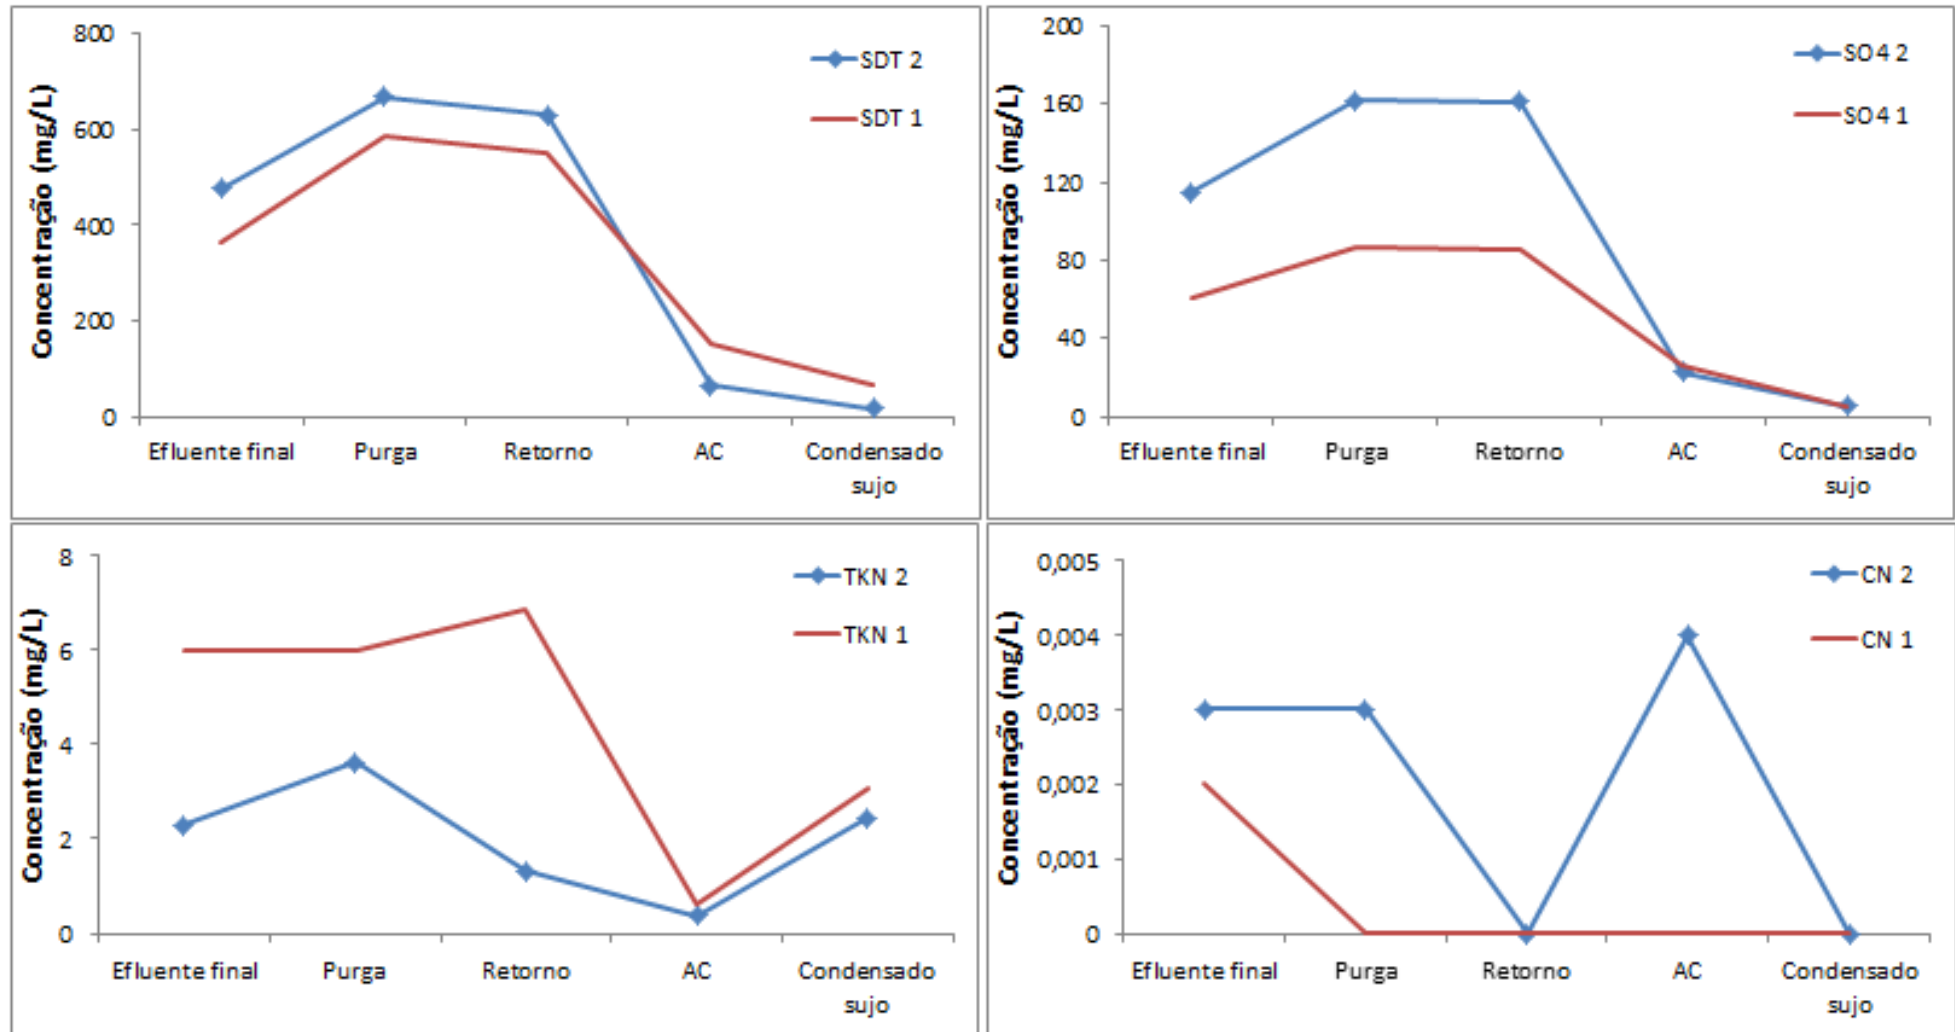 Concentração (mg/L)
800
600
400
200
0
SDT 2
SDT 1
Efluente final
Purga
Retorno
AC
Condensado
sujo
Concentração (mg/L)
200
160
120
80
40
0
SO4 2
SO4 1
Efluente final
Purga
Retorno
AC
Condensado
sujo
Concentração (mg/L)
8
6
4
2
0
TKN 2
TKN 1
Efluente final
Purga
Retorno
AC
Condensado
sujo
Concentração (mg/L)
0,005
0,004
0,003
0,002
0,001
0
CN 2
CN 1
Efluente final
Purga
Retorno
AC
Condensado
sujo